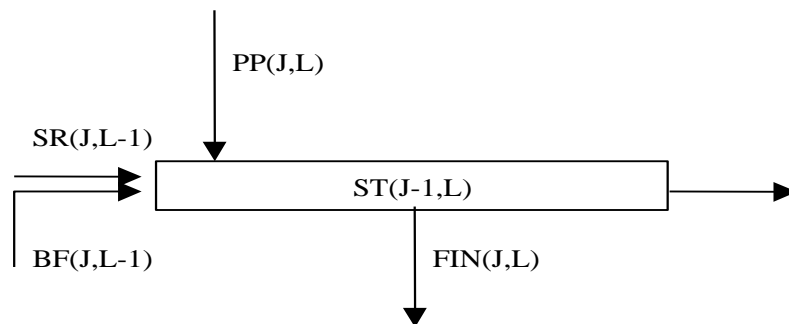 PP(J,L)
SR(J,L-1)
ST(J-1,L)
BF(J,L-1)
FIN(J,L)